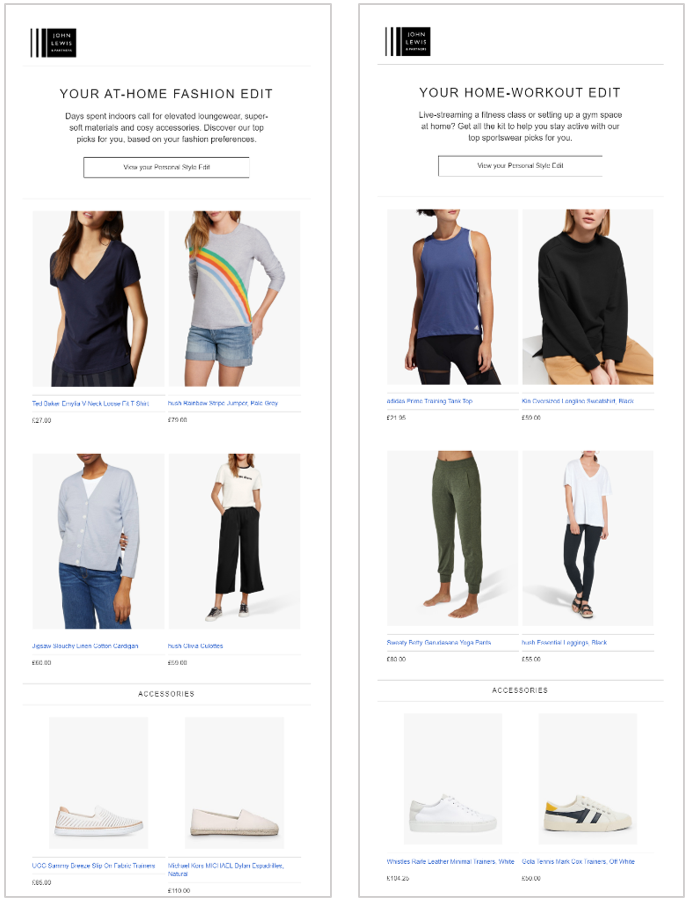 JOHN
LEWIS
& PARTNERS
YOUR AT-HOME FASHION EDIT
Days spent indoors call for elevated loungewear, super-
soft materials and cosy accessories. Discover our top
picks for you, based on your fashion preferences.
View your Personal Style Edit
Ted Baker Emylia V-Neck Loose Fit T-Shirt
hush Rainbow Stripe Jumper, Pale Grey
£27.00
£79.00
Jigsaw Slouchy Linen Cotton Cardigan
hush Olivia Culottes
£80.00
£59.00
ACCESSORIES
UGG Sammy Breeze Slip On Fabric Trainers
Michael Kors MICHAEL Dylan Espadrilles,
Natural
£85.00
£110.00
JOHN
LEWIS
& PARTNERS
YOUR HOME-WORKOUT EDIT
Live-streaming a fitness class or setting up a gym space
at home? Get all the kit to help you stay active with our
top sportswear picks for you.
View your Personal Style Edit
adidas Prime Training Tank Top
Kin Oversized Longline Sweatshirt, Black
£21.95
£59.00
Sweaty Betty Garudasana Yoga Pants
hush Essential Leggings, Black
£80.00
£55.00
ACCESSORIES
Whistles Raife Leather Minimal Trainers, White
Gola Tennis Mark Cox Trainers, Off White
£104.25
£50.00